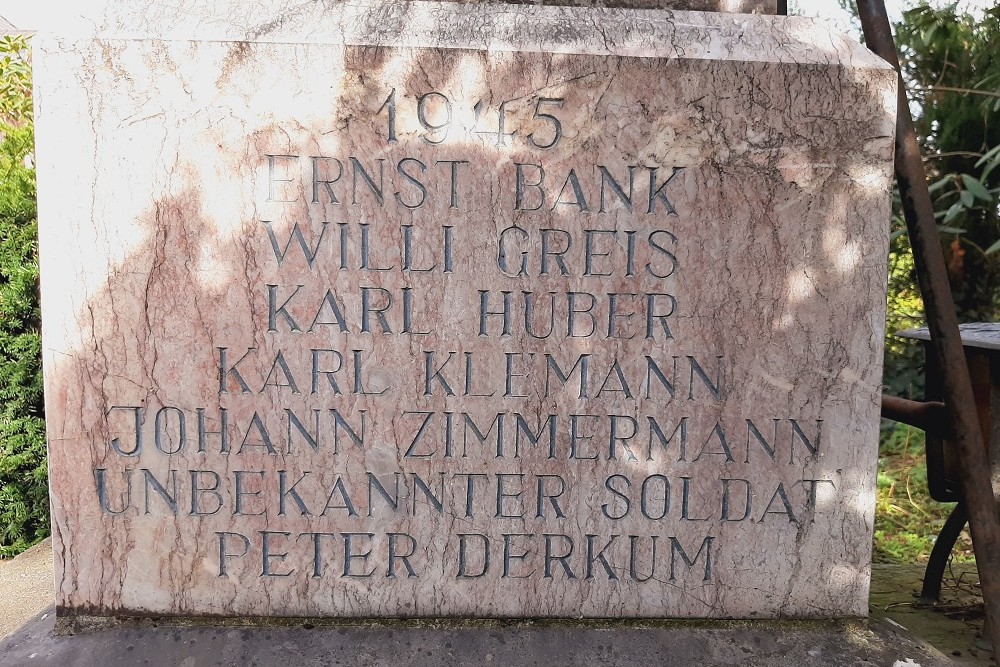 1945
ERNST BANK
WILLI GREIS
KARL HUBER
KARL KLEMANN
JOHANN ZIMMERMANN
UNBEKANNTER SOLDAT
PETER DERKUM